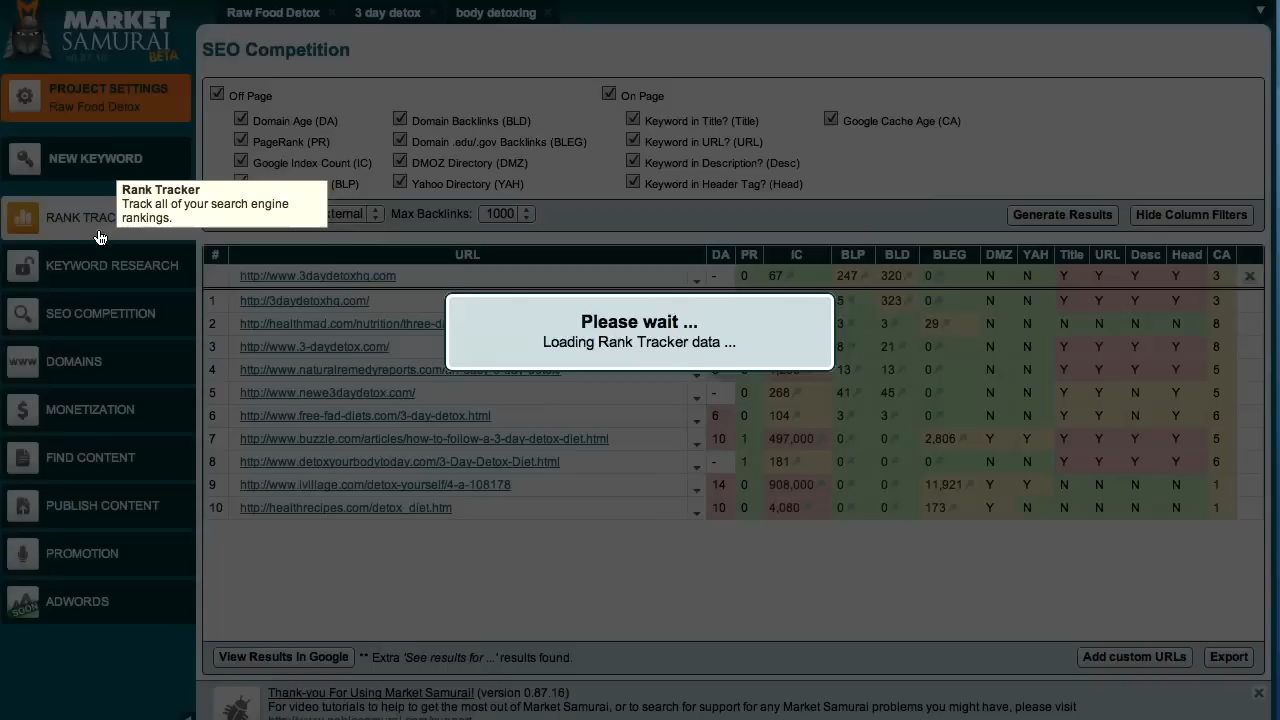 Raw Food Detox
3 day detox
body detoxing
MARKET
SAMURAI
v0.87.16 BETA
SEO Competition
PROJECT SETTINGS
Raw Food Detox
NEW KEYWORD
RANK TRAC
KEYWORD RESEARCH
SEO COMPETITION
DOMAINS
MONETIZATION
FIND CONTENT
PUBLISH CONTENT
PROMOTION
ADWORDS
SOON
www
$
Rank Tracker
Track all of your search engine
rankings.
Off Page
On Page
Domain Age (DA)
Domain Backlinks (BLD)
Keyword in Title? (Title)
Google Cache Age (CA)
PageRank (PR)
Domain .edu/.gov Backlinks (BLEG)
Keyword in URL? (URL)
Google Index Count (IC)
DMOZ Directory (DMZ)
Keyword in Description? (Desc)
(BLP)
Yahoo Directory (YAH)
Keyword in Header Tag? (Head)
xternal Max Backlinks: 1000
Generate Results
Hide Column Filters
# URL DA PR IC BLP BLD BLEG DMZ YAH Title URL Desc Head CA
http://www.3daydetoxhq.com - 0 67 247 320 0 N N Y Y Y Y 3
1 http://3daydetoxhq.com/ 5 323 0 N N Y Y Y Y 3
2 http://healthmad.com/nutrition/three-d 3 3 29 N N N N N N 8
3 http://www.3-daydetox.com/ 8 21 0 N N Y Y Y Y 8
4 http://www.naturalremedyreports.com/ 13 13 0 N N Y Y Y Y 5
5 http://www.newe3daydetox.com/ - 0 268 41 45 0 N N Y Y Y Y 5
6 http://www.free-fad-diets.com/3-day-detox.html 6 0 104 3 3 0 N N Y Y Y Y 6
7 http://www.buzzle.com/articles/how-to-follow-a-3-day-detox-diet.html 10 1 497,000 0 0 2,806 Y Y Y Y Y Y 5
8 http://www.detoxyourbodytoday.com/3-Day-Detox-Diet.html - 1 181 0 0 0 N N Y Y Y Y 6
9 http://www.ivillage.com/detox-yourself/4-a-108178 14 0 908,000 0 0 11,921 Y Y N N N N 1
10 http://healthrecipes.com/detox_diet.htm 10 0 4,080 0 0 173 Y N N N N N 1
Please wait ...
Loading Rank Tracker data ...
View Results In Google
** Extra 'See results for ...' results found.
Add custom URLs
Export
Thank-you For Using Market Samurai! (version 0.87.16)
For video tutorials to help to get the most out of Market Samurai, or to search for support for any Market Samurai problems you might have, please visit